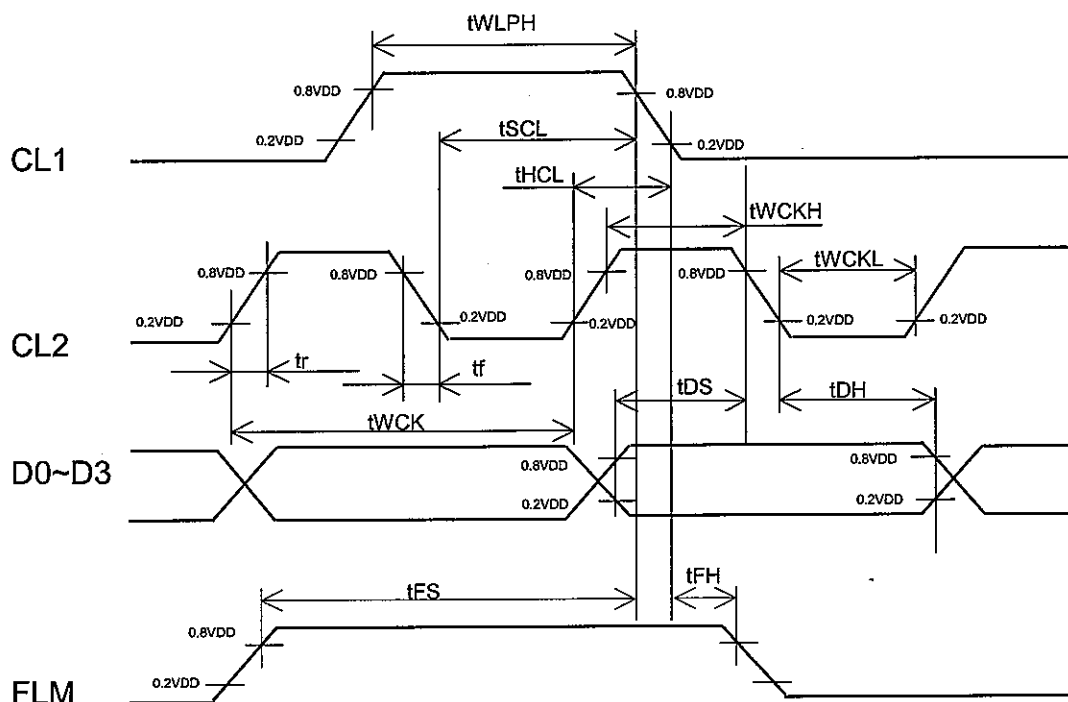 tWLPH
0.8VDD 0.8VDD
tSCL
0.2VDD 0.2VDD
CL1
tHCL
tWCKH
0.8VDD 0.8VDD 0.8VDD 0.8VDD tWCKL
0.2VDD 0.2VDD 0.2VDD 0.2VDD 0.2VDD
CL2
tr tf
tDS tDH
tWCK
D0~D3
0.8VDD 0.8VDD
0.2VDD 0.2VDD
tFS tFH
0.8VDD
0.2VDD
FLM